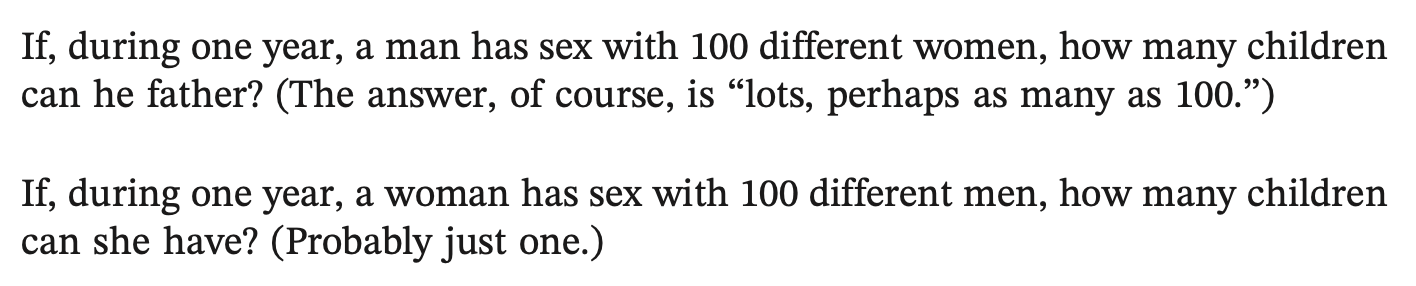 If, during one year, a man has sex with 100 different women, how many children
can he father? (The answer, of course, is “lots, perhaps as many as 100.”)
If, during one year, a woman has sex with 100 different men, how many children
can she have? (Probably just one.)